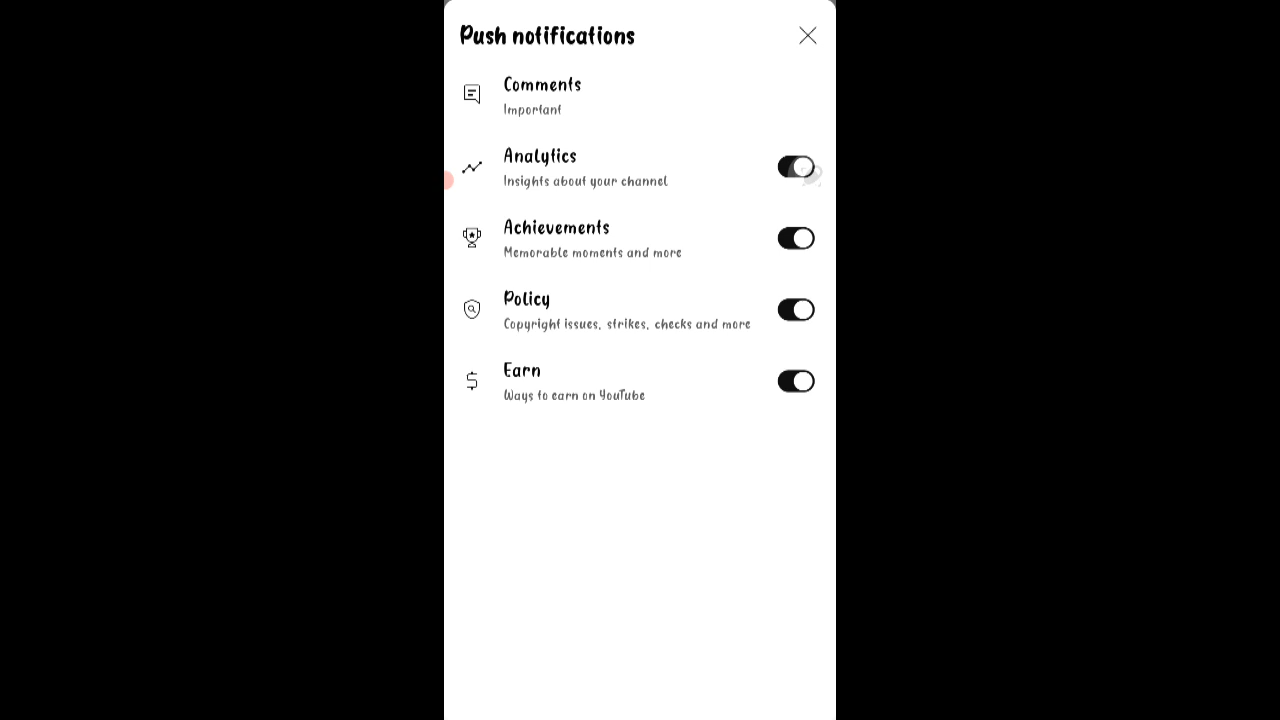 Push notifications
Comments
Important
Analytics
Insights about your channel
Achievements
Memorable moments and more
Policy
Copyright issues, strikes, checks and more
Earn
Ways to earn on YouTube